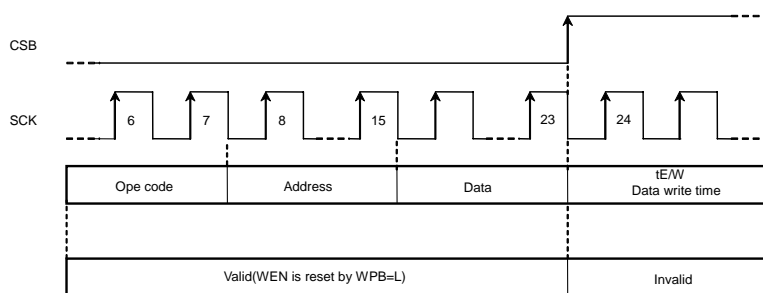 CSB
SCK
6 7 8 15 23 24
Ope code Address Data tE/W
Data write time
Valid(WEN is reset by WPB=L) Invalid